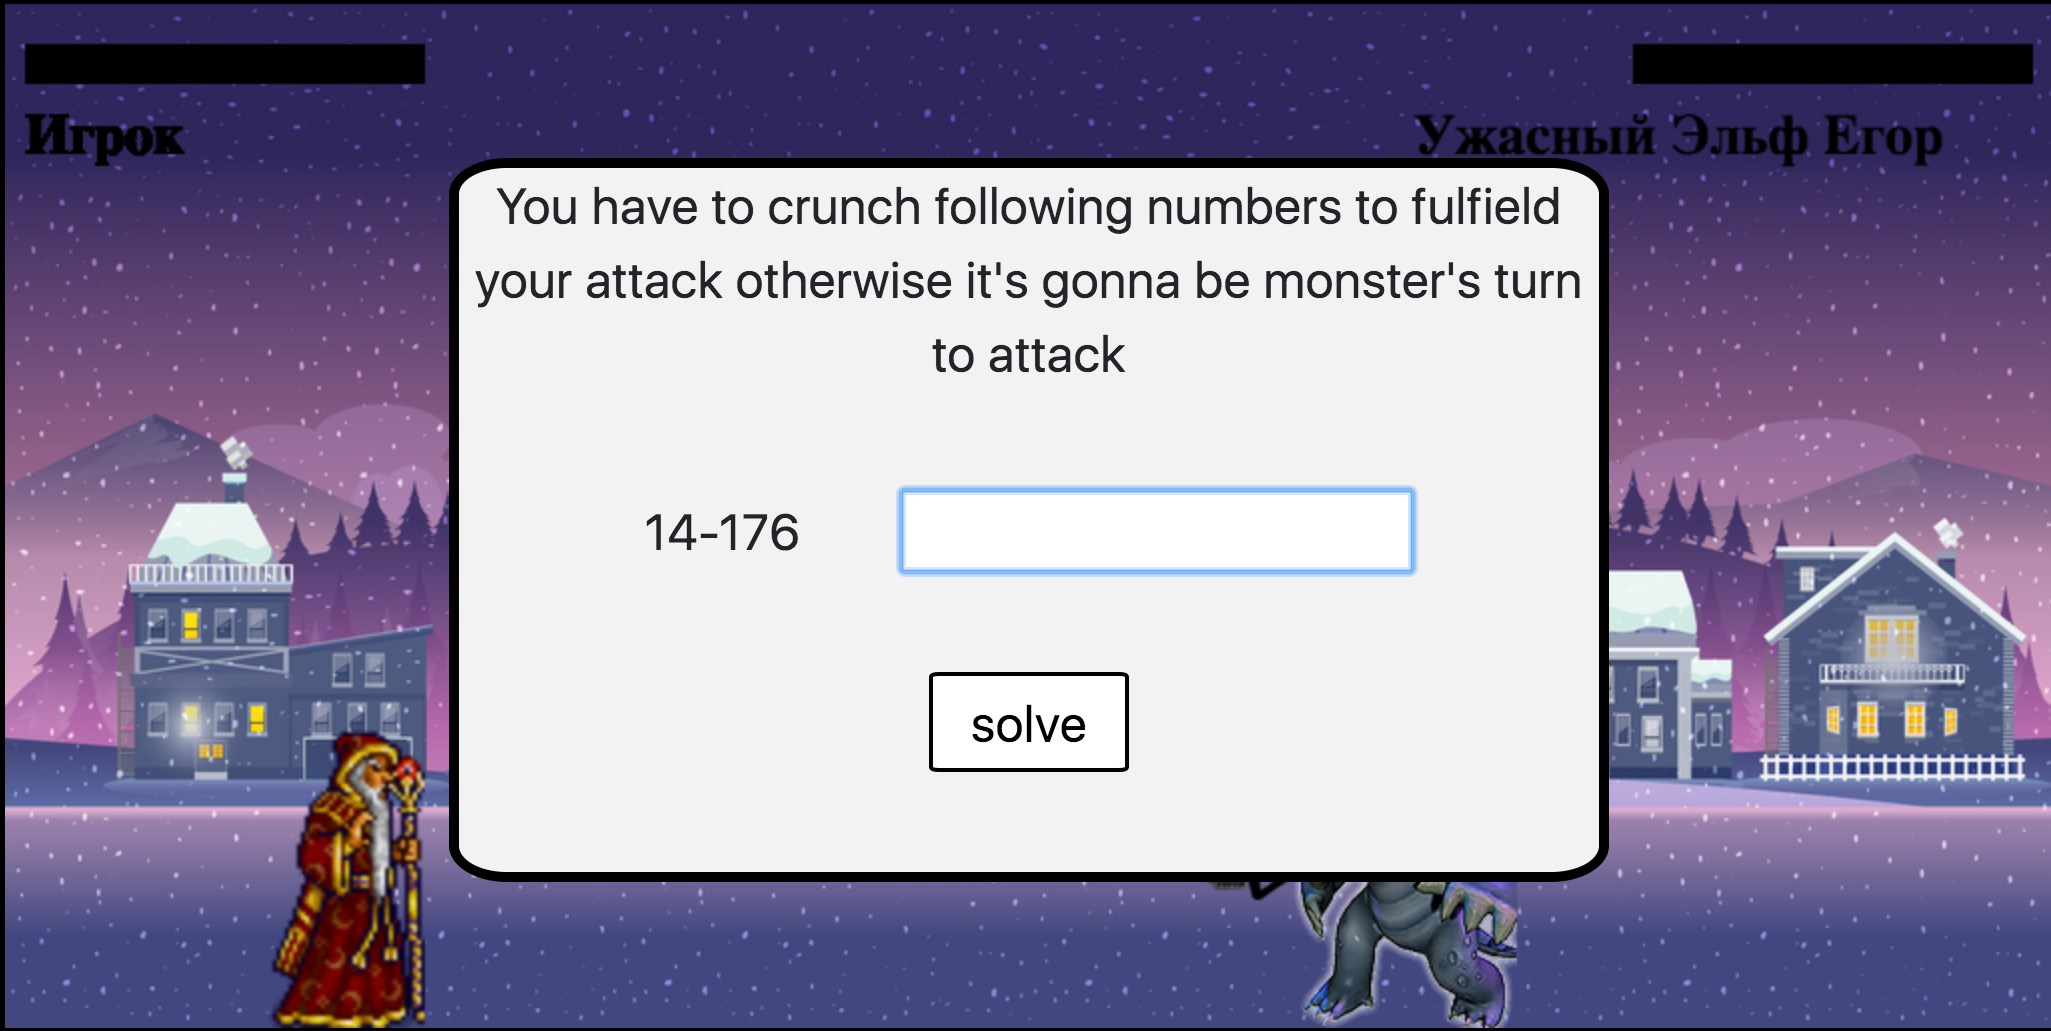 Игрок
Ужасный Эльф Егор
You have to crunch following numbers to fulfield
your attack otherwise it's gonna be monster's turn
to attack
14-176
solve